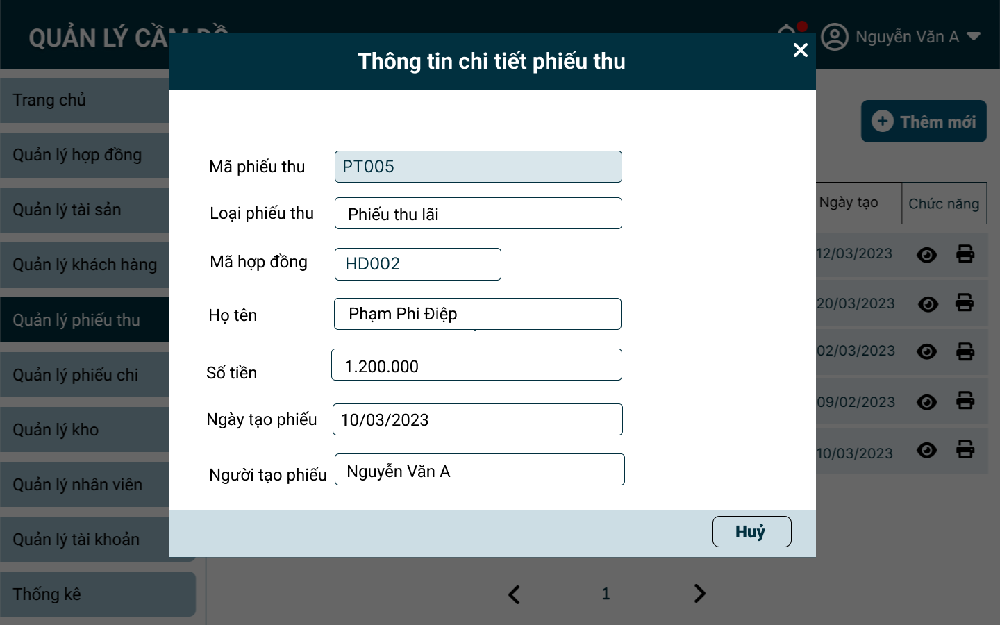 QUẢN LÝ CẦM ĐỒ
Nguyễn Văn A
Thông tin chi tiết phiếu thu
Trang chủ
Quản lý hợp đồng
Quản lý tài sản
Quản lý khách hàng
Quản lý phiếu thu
Quản lý phiếu chi
Quản lý kho
Quản lý nhân viên
Quản lý tài khoản
Thống kê
Mã phiếu thu PT005
Loại phiếu thu Phiếu thu lãi
Mã hợp đồng HD002
Họ tên Phạm Phi Điệp
Số tiền 1.200.000
Ngày tạo phiếu 10/03/2023
Người tạo phiếu Nguyễn Văn A
Huỷ
Thêm mới
Ngày tạo Chức năng
12/03/2023
20/03/2023
02/03/2023
09/02/2023
10/03/2023
1